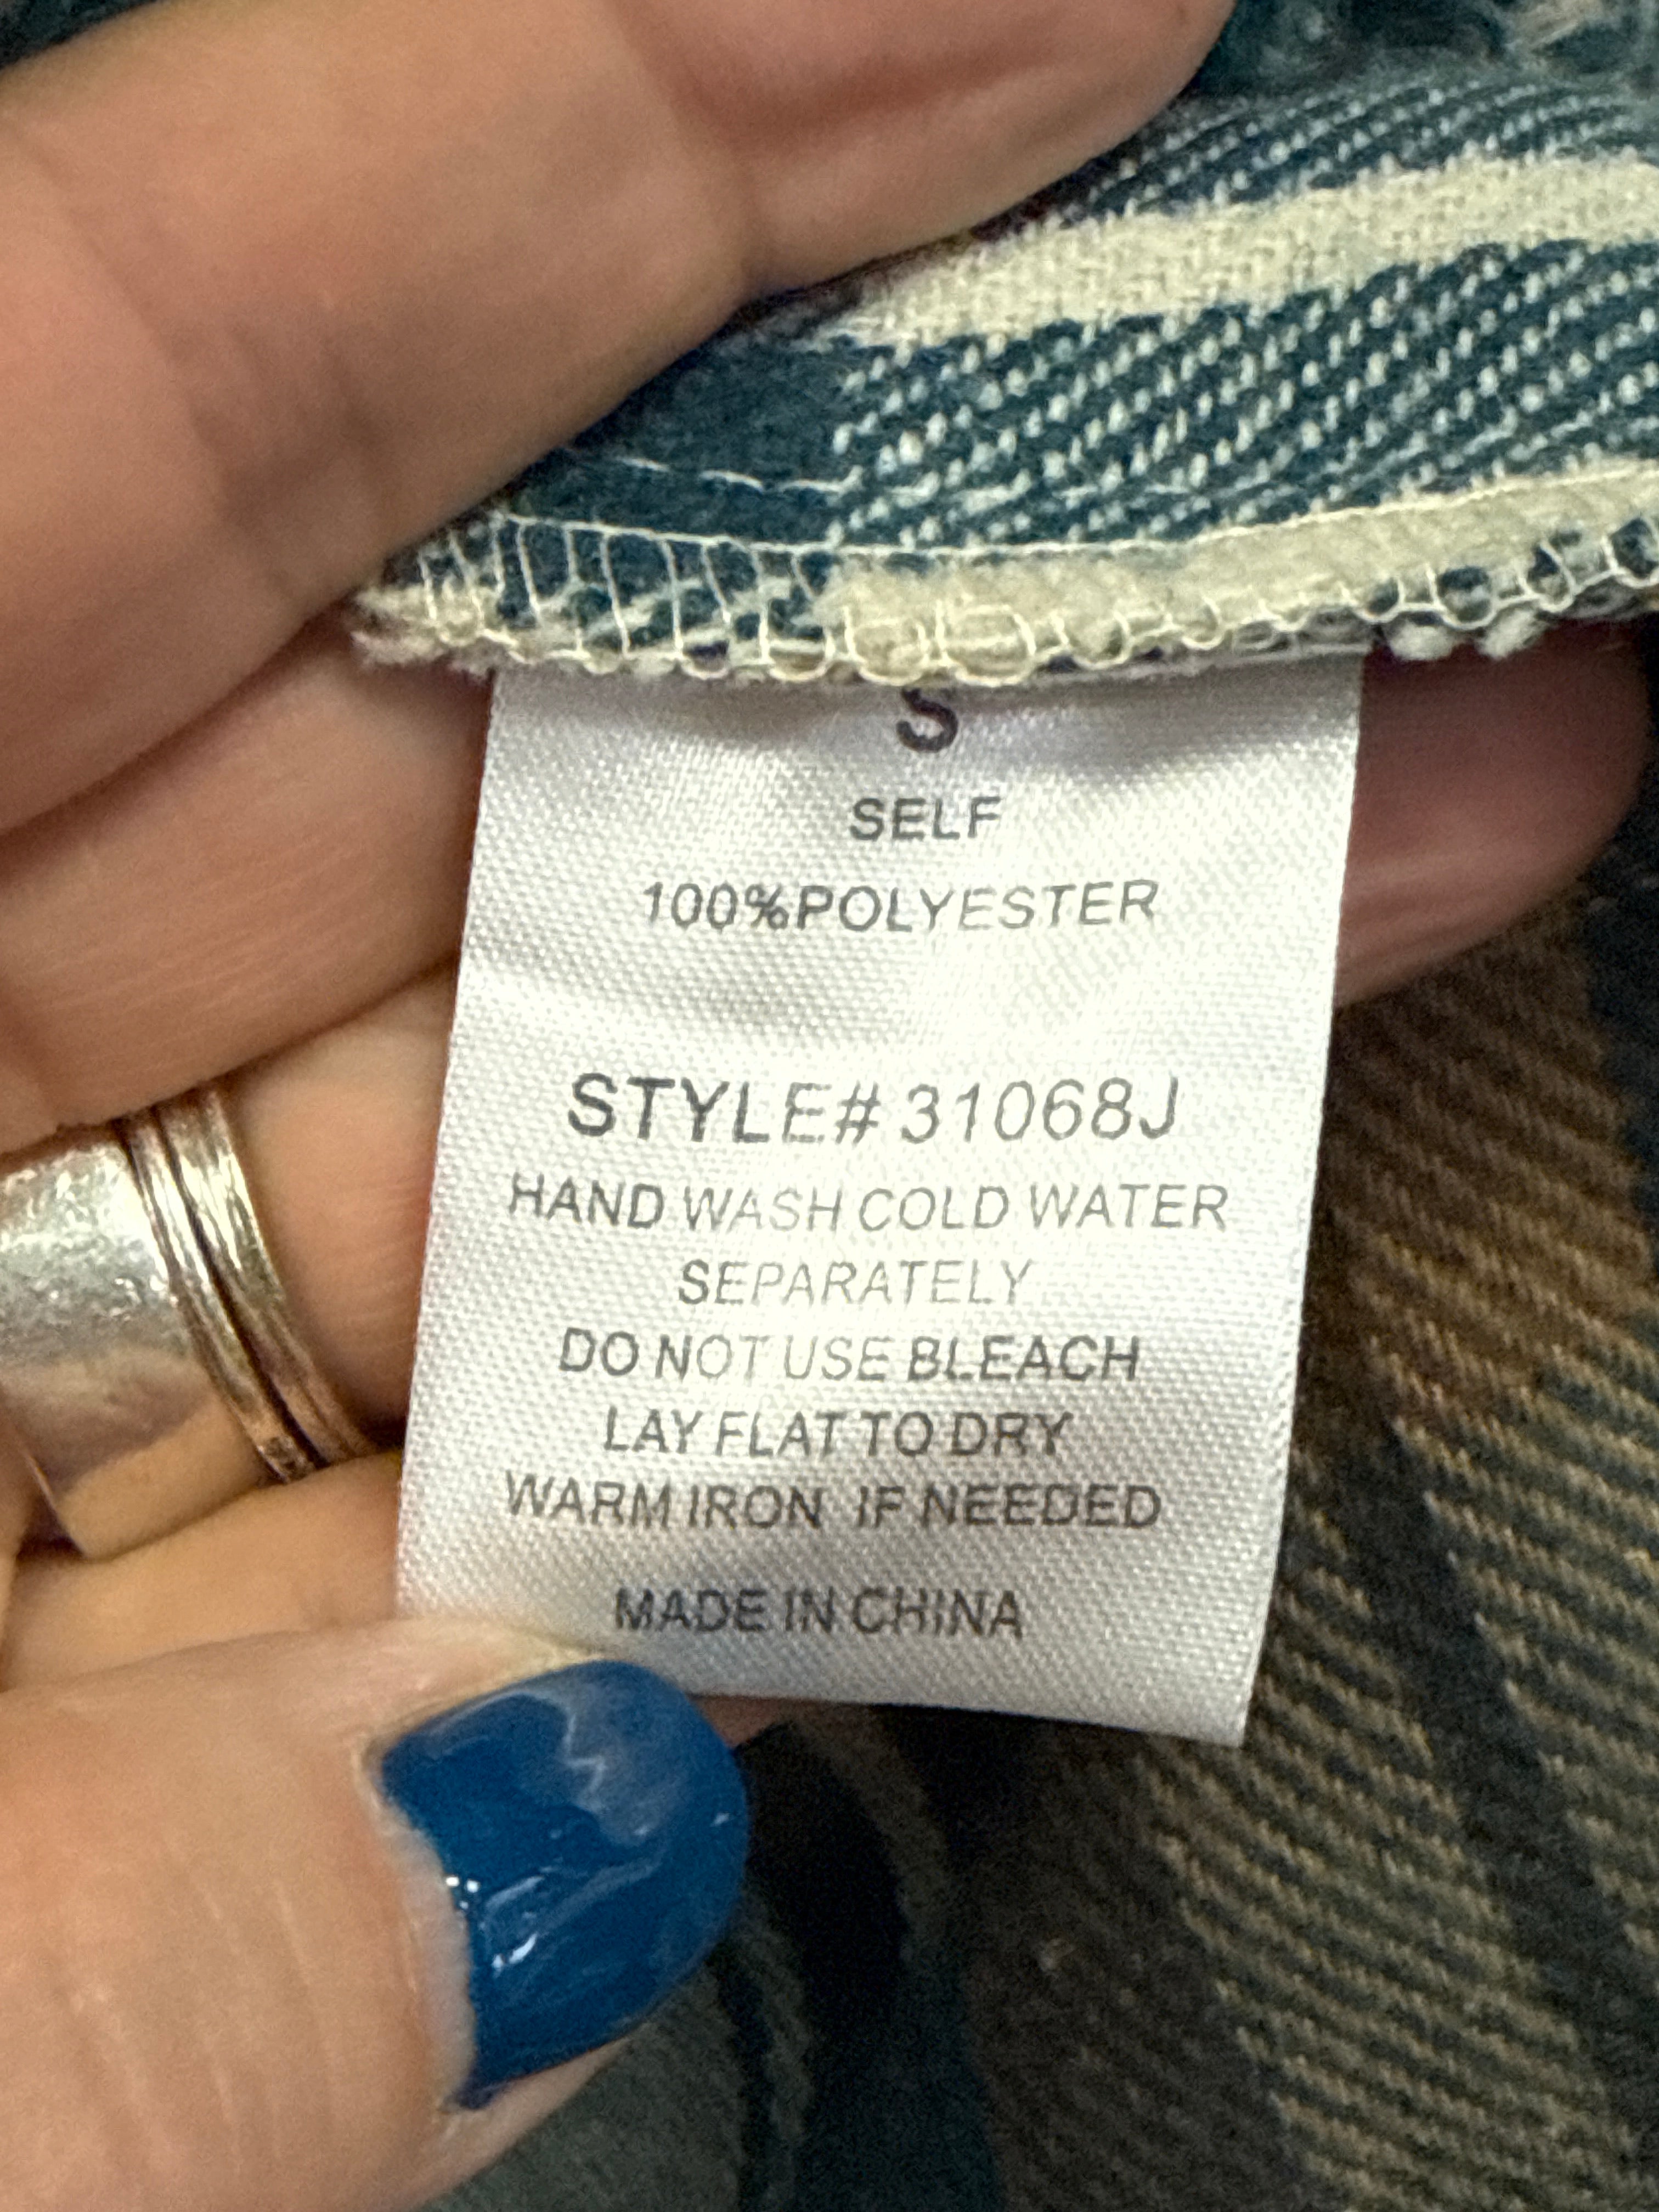 S
SELF
100%POLYESTER
STYLE# 31068J
HAND WASH COLD WATER
SEPARATELY
DO NOT USE BLEACH
LAY FLAT TO DRY
WARM IRON IF NEEDED
MADE IN CHINA